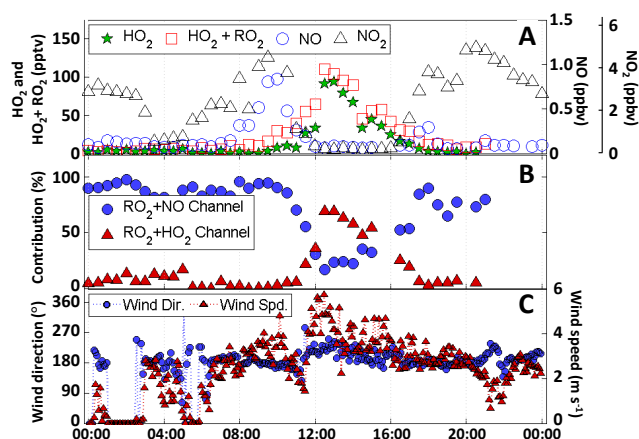 A
HO2 HO2 + RO2 NO NO2
HO2 and
HO2+ RO2 (pptv)
150
100
50
0
1.5
1.0
0.5
0
NO (ppbv)
6
4
2
0
NO2 (ppbv)
B
Contribution (%)
100
50
0
RO2+NO Channel
RO2+HO2 Channel
C
Wind Dir. Wind Spd.
Wind direction (°)
360
270
180
90
0
6
4
2
0
Wind speed (m s-1)
00:00 04:00 08:00 12:00 16:00 20:00 00:00